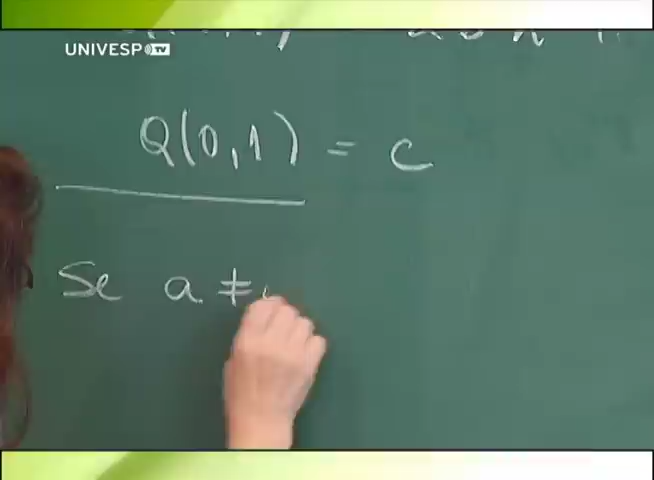 UNIVESP TV
Q(0,1) = c
Se a ≠